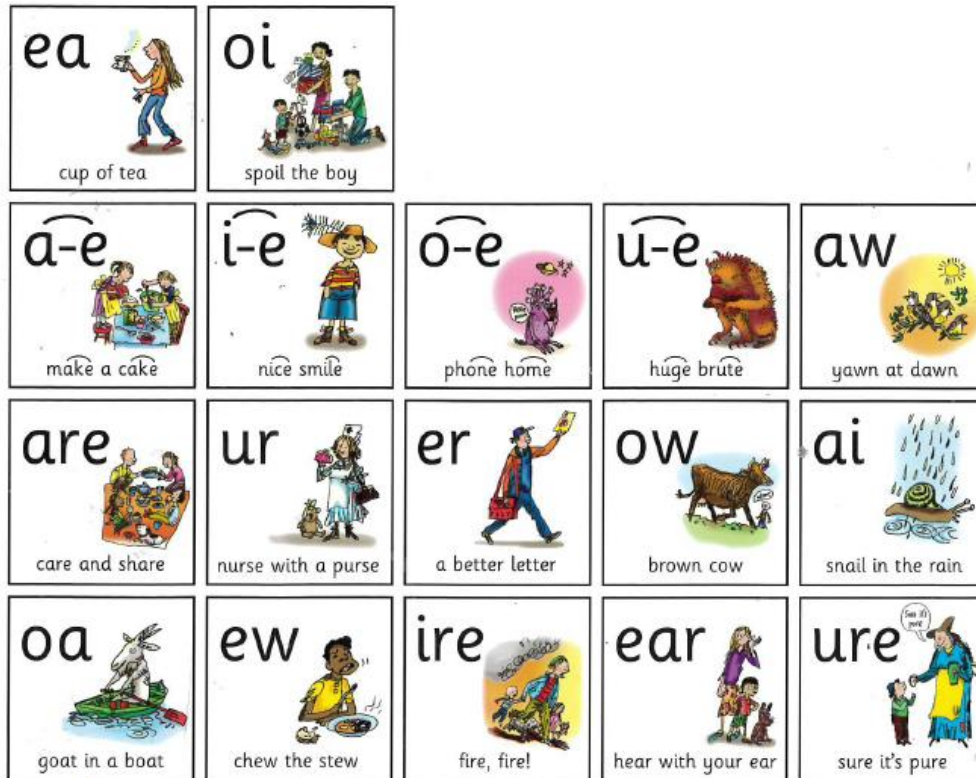 ea
cup of tea
oi
spoil the boy
a-e
make a cake
i-e
nice smile
o-e
phone home
u-e
huge brute
aw
yawn at dawn
are
care and share
ur
nurse with a purse
er
a better letter
ow
brown cow
ai
snail in the rain
oa
goat in a boat
ew
chew the stew
ire
fire, fire!
ear
hear with your ear
ure
Sure it's
pure
sure it's pure